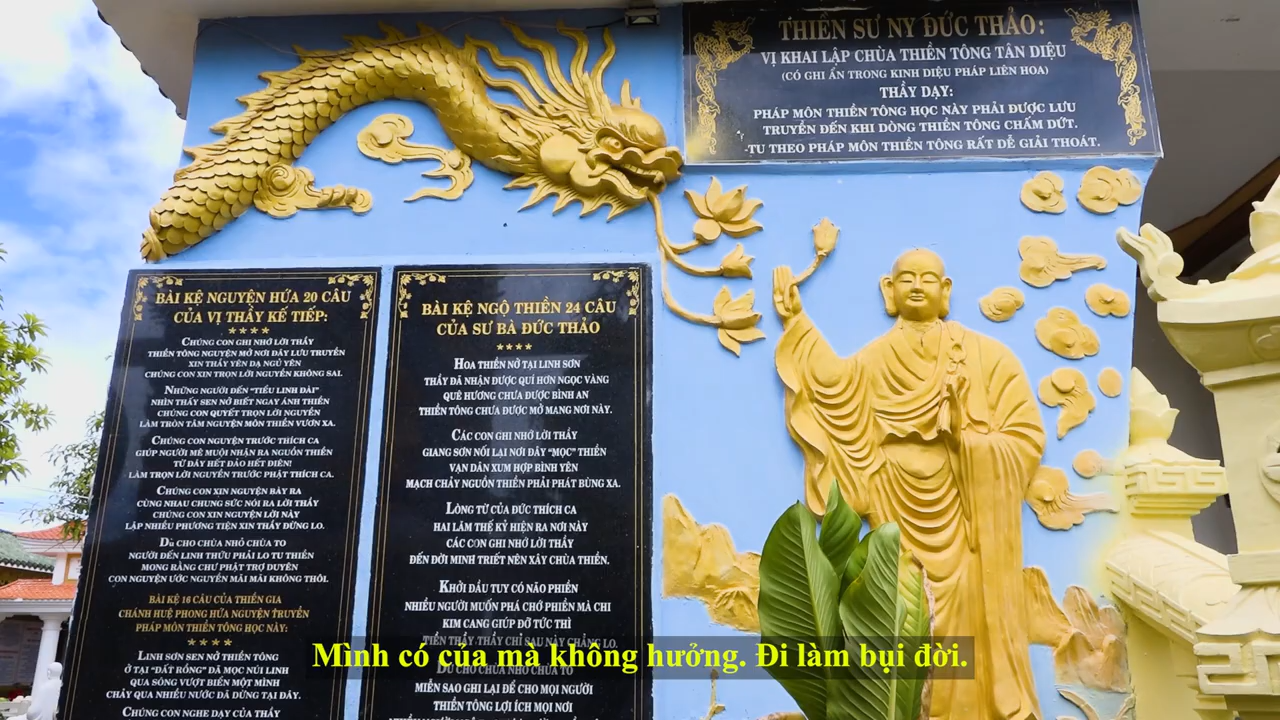 THIỀN SƯ NY ĐỨC THẢO:
VỊ KHAI LẬP CHÙA THIỀN TÔNG TÂN DIỆU
(CÓ GHI ẨN TRONG KINH DIỆU PHÁP LIÊN HOA)
THẦY DẠY:
PHÁP MÔN THIỀN TÔNG HỌC NÀY PHẢI ĐƯỢC LƯU
TRUYỀN ĐẾN KHI DÒNG THIỀN TÔNG CHẤM DỨT.
-TU THEO PHÁP MÔN THIỀN TÔNG RẤT DỄ GIẢI THOÁT.
BÀI KỆ NGUYỆN HỨA 20 CÂU
CỦA VỊ THẦY KẾ TIẾP:
****
CHÚNG CON GHI NHỚ LỜI THẦY
THIỀN TÔNG NGUYỆN MỞ NƠI ĐÂY LƯU TRUYỀN
XIN THẦY YÊN DẠ NGỦ YÊN
CHÚNG CON XIN TRỌN LỜI NGUYỀN KHÔNG SAI.
NHỮNG NGƯỜI ĐẾN "TIỂU LINH ĐÀI"
NHÌN THẤY SEN NỞ BIẾT NGAY ÁNH THIỀN
CHÚNG CON QUYẾT TRỌN LỜI NGUYỀN
LÀM TRÒN TÂM NGUYỆN MÔN THIỀN VƯƠN XA.
CHÚNG CON NGUYỆN TRƯỚC THÍCH CA
GIÚP NGƯỜI MÊ MUỘI NHẬN RA NGUỒN THIỀN
TỪ ĐÂY HẾT ĐẢO HẾT ĐIÊN!
LÀM TRỌN LỜI NGUYỆN TRƯỚC PHẬT THÍCH CA.
CHÚNG CON XIN NGUYỆN BÀY RA
CÙNG NHAU CHUNG SỨC NÓI RA LỜI THẦY
CHÚNG CON XIN NGUYỆN LỜI NÀY
LẬP NHIỀU PHƯƠNG TIỆN XIN THẦY ĐỪNG LO.
DÙ CHO CHÙA NHỎ CHÙA TO
NGƯỜI ĐẾN LINH THỨU PHẢI LO TU THIỀN
MONG RẰNG CHƯ PHẬT TRỢ DUYÊN
CON NGUYỆN ƯỚC NGUYỀN MÃI MÃI KHÔNG THÔI.
BÀI KỆ 16 CÂU CỦA THIỀN GIA
CHÁNH HUỆ PHONG HỨA NGUYỆN TRUYỀN
PHÁP MÔN THIỀN TÔNG HỌC NÀY:
****
LINH SƠN SEN NỞ THIỀN TÔNG
Ở TẠI "ĐẤT RỒNG" ĐÃ MỌC NÚI LINH
QUA SÔNG VƯỢT BIỂN MỘT MÌNH
CHẢY QUA NHIỀU NƯỚC ĐÃ DỪNG TẠI ĐÂY.
CHÚNG CON NGHE DẠY CỦA THẦY
BÀI KỆ NGỘ THIỀN 24 CÂU
CỦA SƯ BÀ ĐỨC THẢO
****
HOA THIỀN NỞ TẠI LINH SƠN
THẦY ĐÃ NHẬN ĐƯỢC QUÍ HƠN NGỌC VÀNG
QUÊ HƯƠNG CHƯA ĐƯỢC BÌNH AN
THIỀN TÔNG CHƯA ĐƯỢC MỞ MANG NƠI NÀY.
CÁC CON GHI NHỚ LỜI THẦY
GIANG SƠN NỐI LẠI NƠI ĐÂY "MỌC" THIỀN
VẠN DÂN XUM HỢP BÌNH YÊN
MẠCH CHẢY NGUỒN THIỀN PHẢI PHÁT BÙNG XA.
LÒNG TỪ CỦA ĐỨC THÍCH CA
HAI LĂM THẾ KỶ HIỆN RA NƠI NÀY
CÁC CON GHI NHỚ LỜI THẦY
ĐẾN ĐỜI MINH TRIẾT NÊN XÂY CHÙA THIỀN.
KHỞI ĐẦU TUY CÓ NÃO PHIỀN
NHIỀU NGƯỜI MUỐN PHÁ CHỚ PHIỀN MÀ CHI
KIM CANG GIÚP ĐỠ TỨC THÌ
TIỀN THẦY THẦY CHỈ SAU NÀY CHẲNG LO.
DÙ CHO CHÙA NHỎ CHÙA TO
MIỄN SAO GHI LẠI ĐỂ CHO MỌI NGƯỜI
THIỀN TÔNG LỢI ÍCH MỌI NƠI
Mình có của mà không hưởng. Đi làm bụi đời.